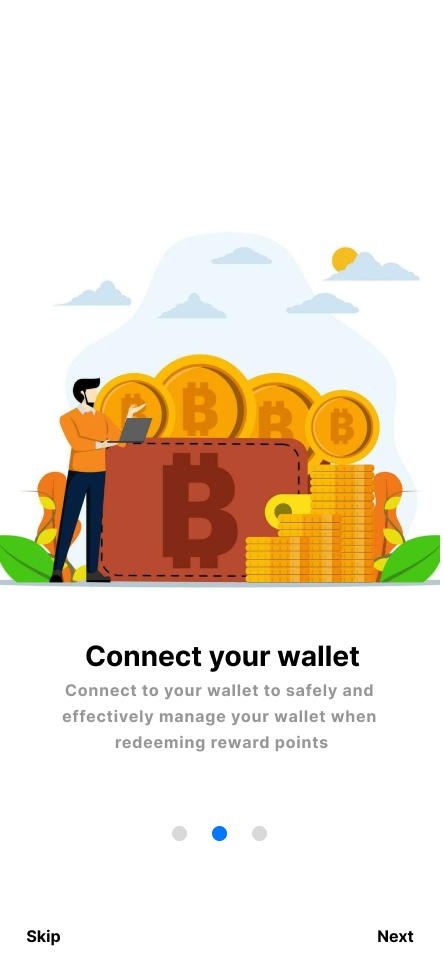 Connect your wallet
Connect to your wallet to safely and
effectively manage your wallet when
redeeming reward points
Skip
Next